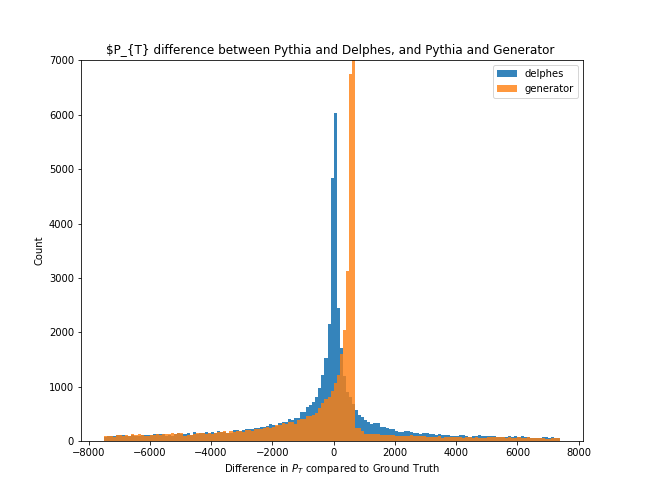 $P_{T} difference between Pythia and Delphes, and Pythia and Generator
7000
6000
5000
4000
3000
2000
1000
0
Count
delphes
generator
−8000 −6000 −4000 −2000 0 2000 4000 6000 8000
Difference in P_T compared to Ground Truth